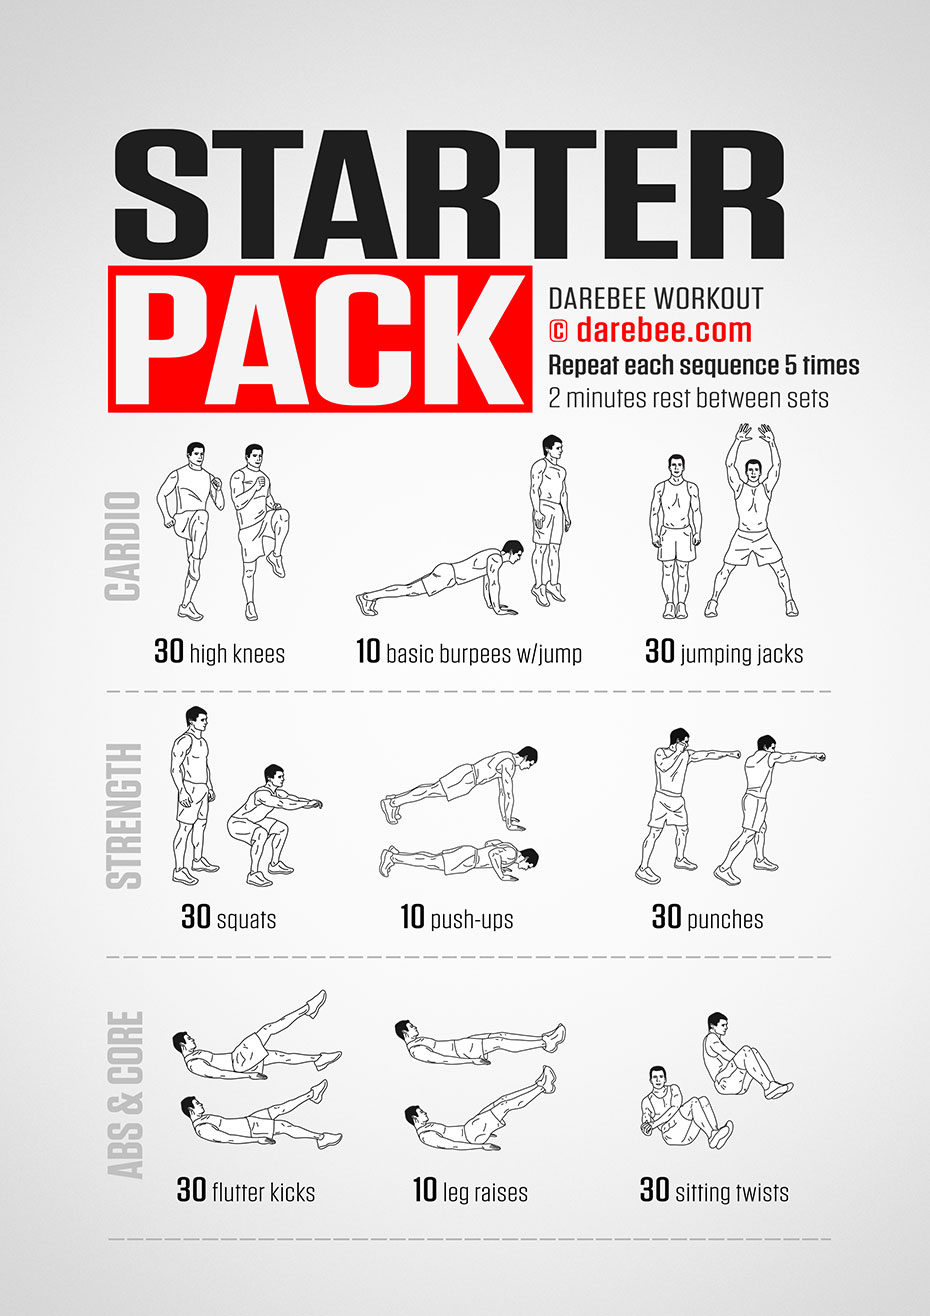 STARTER
PACK
DAREBEE WORKOUT
© darebee.com
Repeat each sequence 5 times
2 minutes rest between sets
CARDIO
30 high knees
10 basic burpees w/jump
30 jumping jacks
STRENGTH
30 squats
10 push-ups
30 punches
ABS & CORE
30 flutter kicks
10 leg raises
30 sitting twists